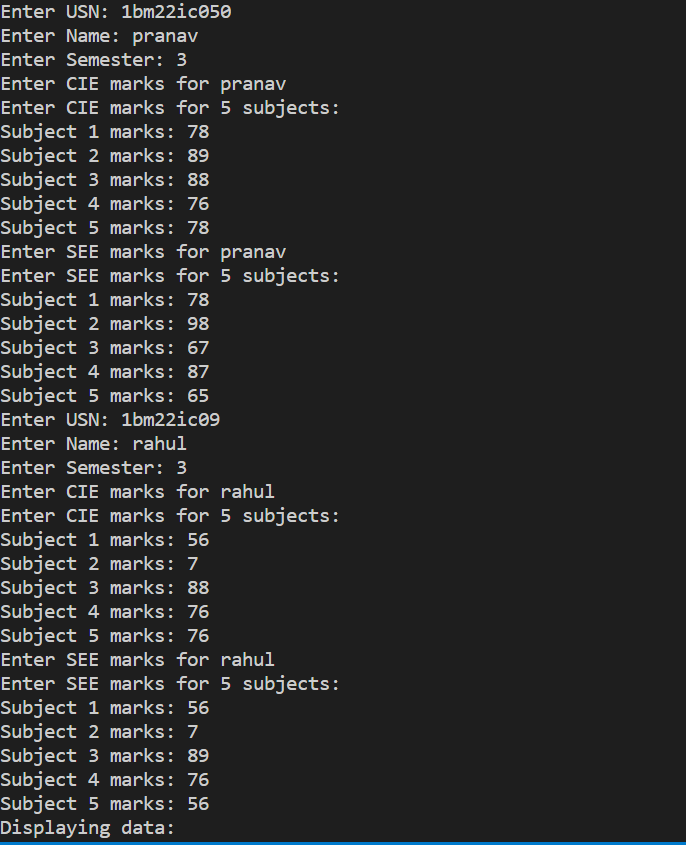 Enter USN: 1bm22ic050
Enter Name: pranav
Enter Semester: 3
Enter CIE marks for pranav
Enter CIE marks for 5 subjects:
Subject 1 marks: 78
Subject 2 marks: 89
Subject 3 marks: 88
Subject 4 marks: 76
Subject 5 marks: 78
Enter SEE marks for pranav
Enter SEE marks for 5 subjects:
Subject 1 marks: 78
Subject 2 marks: 98
Subject 3 marks: 67
Subject 4 marks: 87
Subject 5 marks: 65
Enter USN: 1bm22ic09
Enter Name: rahul
Enter Semester: 3
Enter CIE marks for rahul
Enter CIE marks for 5 subjects:
Subject 1 marks: 56
Subject 2 marks: 7
Subject 3 marks: 88
Subject 4 marks: 76
Subject 5 marks: 76
Enter SEE marks for rahul
Enter SEE marks for 5 subjects:
Subject 1 marks: 56
Subject 2 marks: 7
Subject 3 marks: 89
Subject 4 marks: 76
Subject 5 marks: 56
Displaying data: